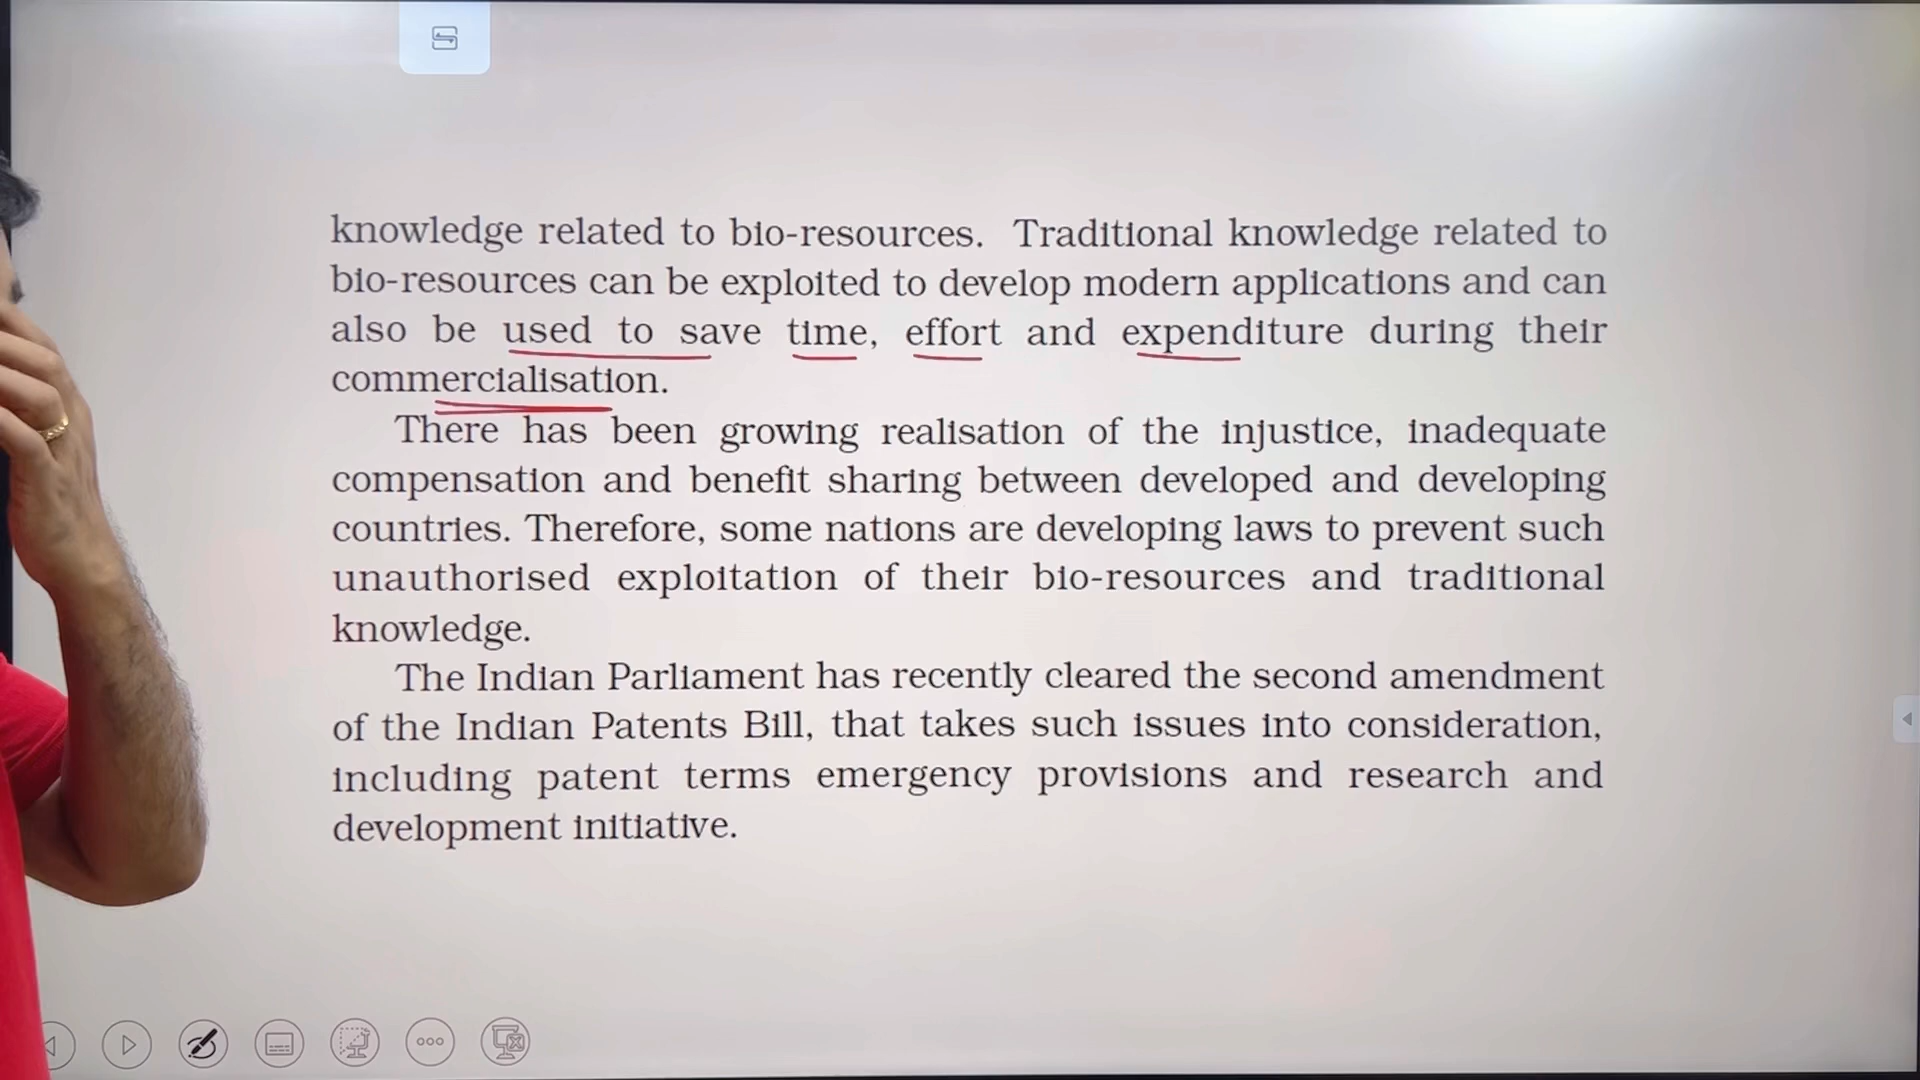 knowledge related to bio-resources. Traditional knowledge related to
bio-resources can be exploited to develop modern applications and can
also be used to save time, effort and expenditure during their
commercialisation.
There has been growing realisation of the injustice, inadequate
compensation and benefit sharing between developed and developing
countries. Therefore, some nations are developing laws to prevent such
unauthorised exploitation of their bio-resources and traditional
knowledge.
The Indian Parliament has recently cleared the second amendment
of the Indian Patents Bill, that takes such issues into consideration,
including patent terms emergency provisions and research and
development initiative.